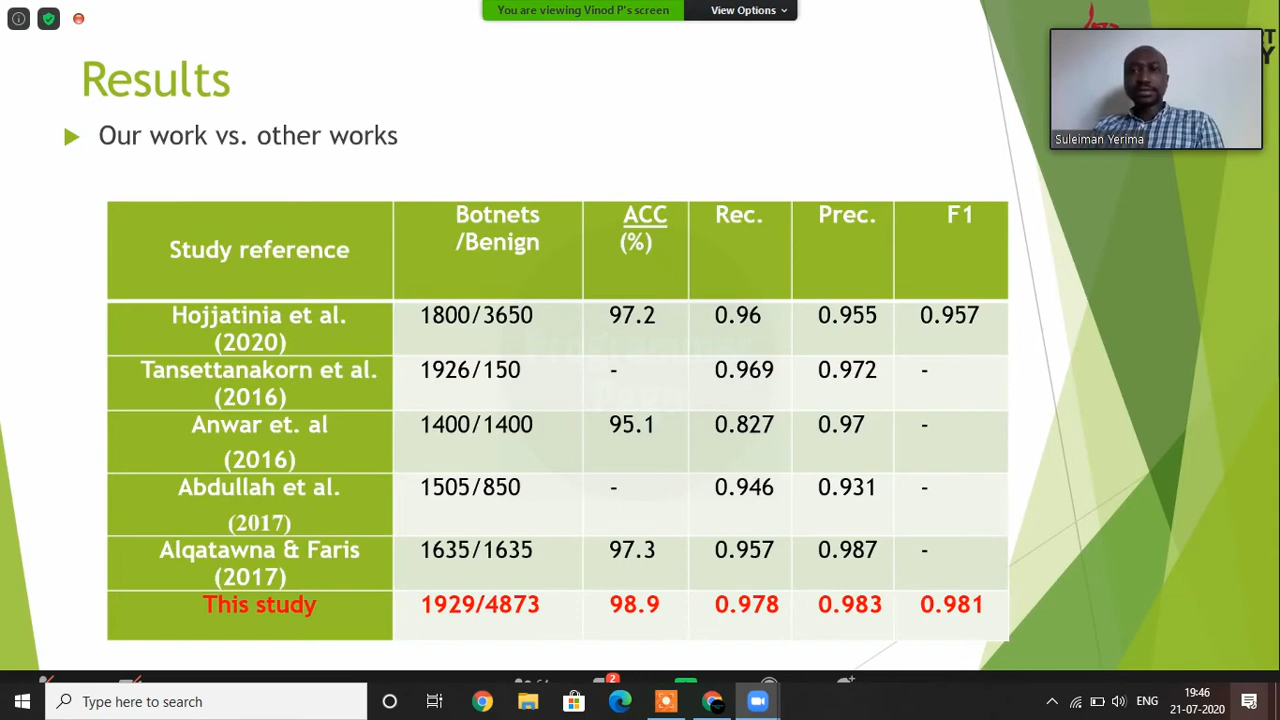 You are viewing Vinod P's screen
View Options
Results
Our work vs. other works
Suleiman Yerima
Study reference
Botnets
/Benign
ACC
(%)
Rec.
Prec.
F1
Hojjatinia et al.
(2020)
1800/3650
97.2
0.96
0.955
0.957
Tansettanakorn et al.
(2016)
1926/150
-
0.969
0.972
-
Anwar et. al
(2016)
1400/1400
95.1
0.827
0.97
-
Abdullah et al.
(2017)
1505/850
-
0.946
0.931
-
Alqatawna & Faris
(2017)
1635/1635
97.3
0.957
0.987
-
This study
1929/4873
98.9
0.978
0.983
0.981
2
Type here to search
ENG
19:46
21-07-2020